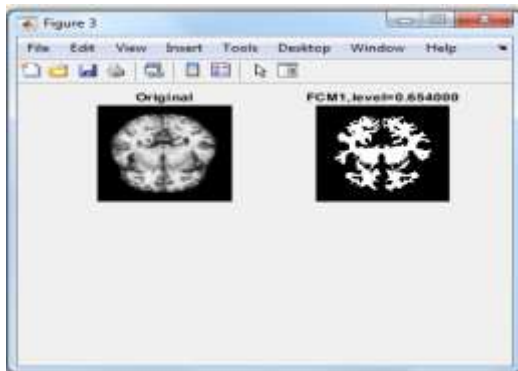 Figure 3
File Edit View Insert Tools Desktop Window Help
Original FCM1,level=0.654000